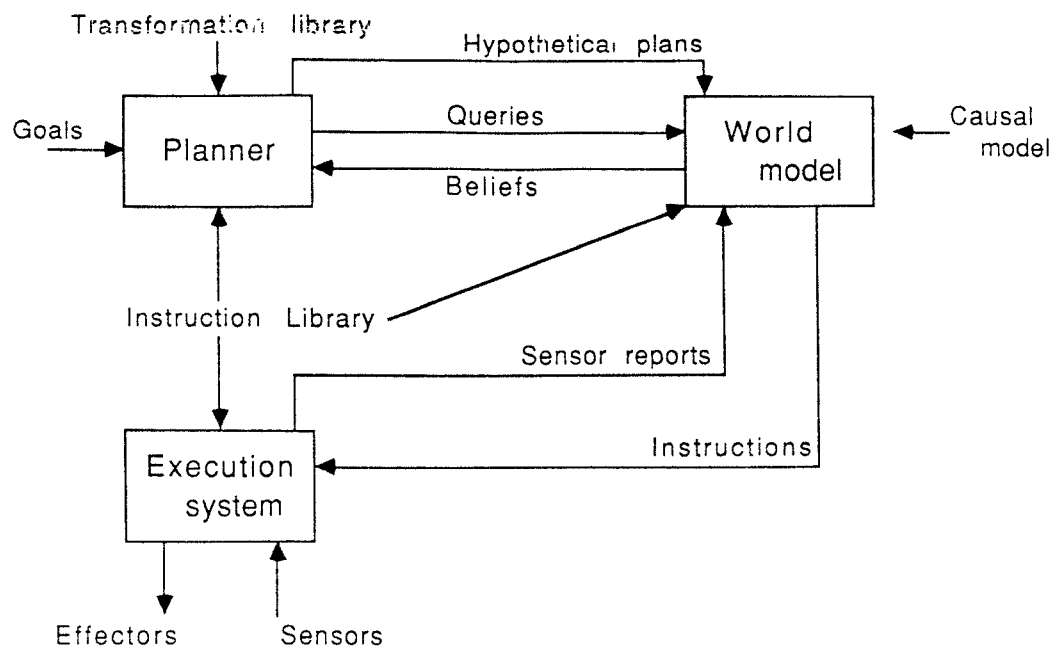 Transformation library
Hypothetical plans
Goals
Planner
Queries
World
model
Causal
model
Beliefs
Instruction Library
Sensor reports
Instructions
Execution
system
Effectors
Sensors